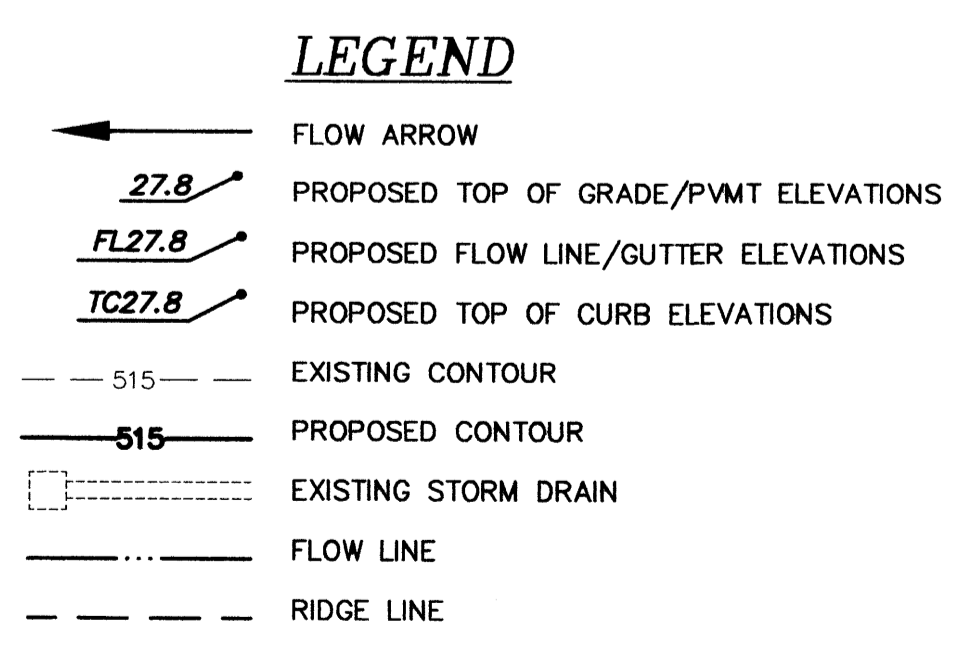 LEGEND
FLOW ARROW
27.8 PROPOSED TOP OF GRADE/PVMT ELEVATIONS
FL27.8 PROPOSED FLOW LINE/GUTTER ELEVATIONS
TC27.8 PROPOSED TOP OF CURB ELEVATIONS
515 EXISTING CONTOUR
515 PROPOSED CONTOUR
EXISTING STORM DRAIN
FLOW LINE
RIDGE LINE